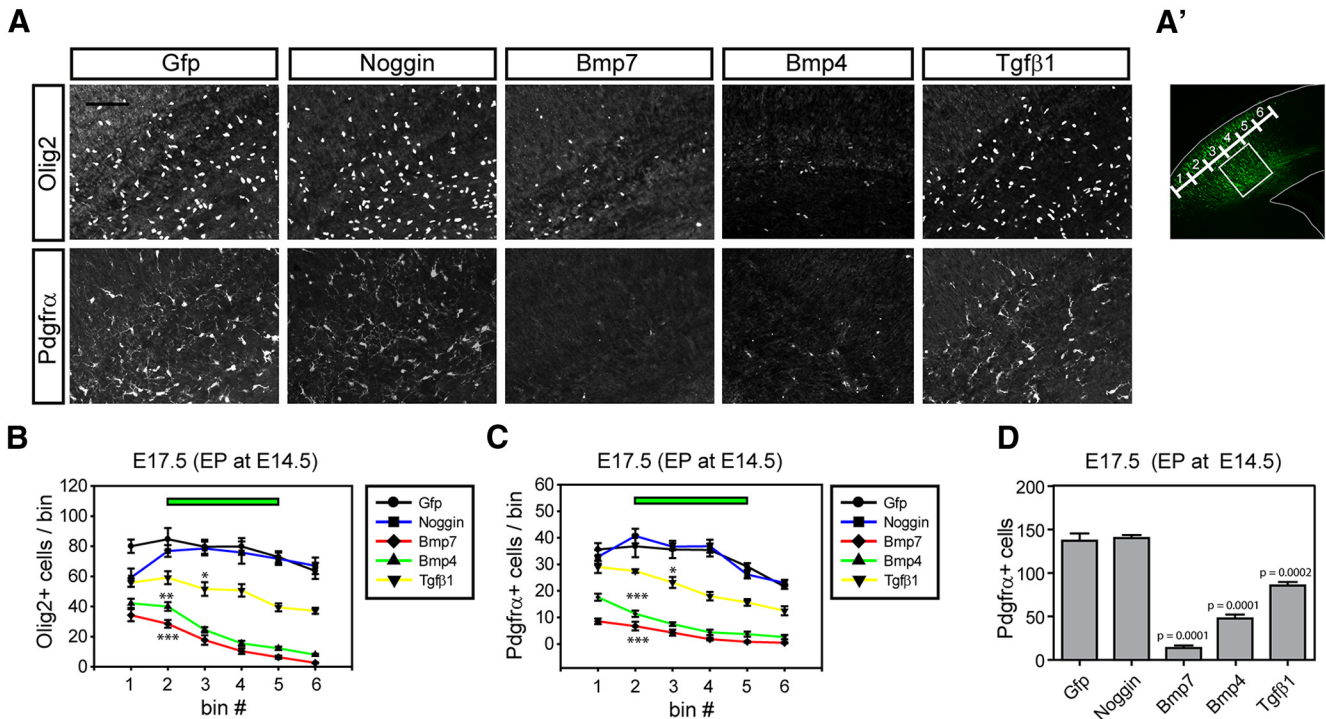 A
A'
Gfp
Noggin
Bmp7
Bmp4
Tgfβ1
Olig2
Pdgfrα
1 2 3 4 5 6
B
E17.5 (EP at E14.5)
Olig2+ cells / bin
120
100
80
60
40
20
0
*
**
***
1 2 3 4 5 6
bin #
Gfp
Noggin
Bmp7
Bmp4
Tgfβ1
C
E17.5 (EP at E14.5)
Pdgfrα+ cells / bin
60
50
40
30
20
10
0
*
***
***
1 2 3 4 5 6
bin #
Gfp
Noggin
Bmp7
Bmp4
Tgfβ1
D
E17.5 (EP at E14.5)
Pdgfrα+ cells
200
150
100
50
0
p = 0.0001
p = 0.0001
p = 0.0002
Gfp
Noggin
Bmp7
Bmp4
Tgfβ1